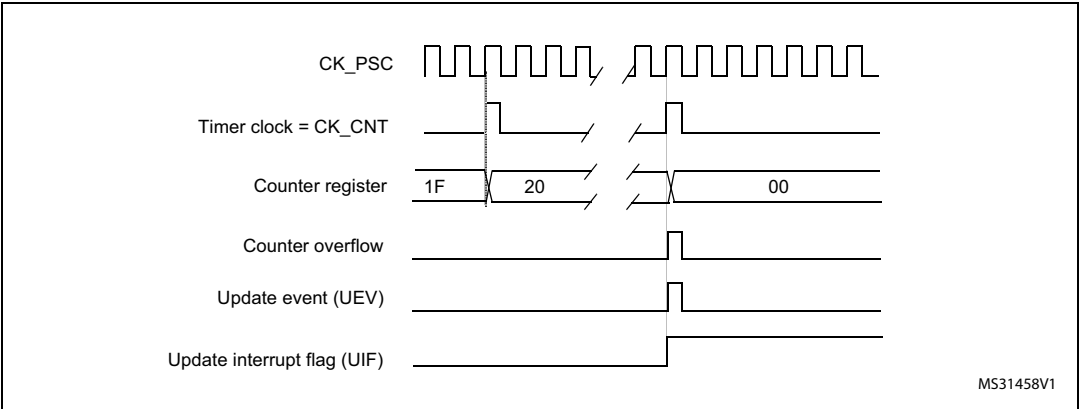 CK_PSC
Timer clock = CK_CNT
Counter register 1F 20 00
Counter overflow
Update event (UEV)
Update interrupt flag (UIF)
MS31458V1